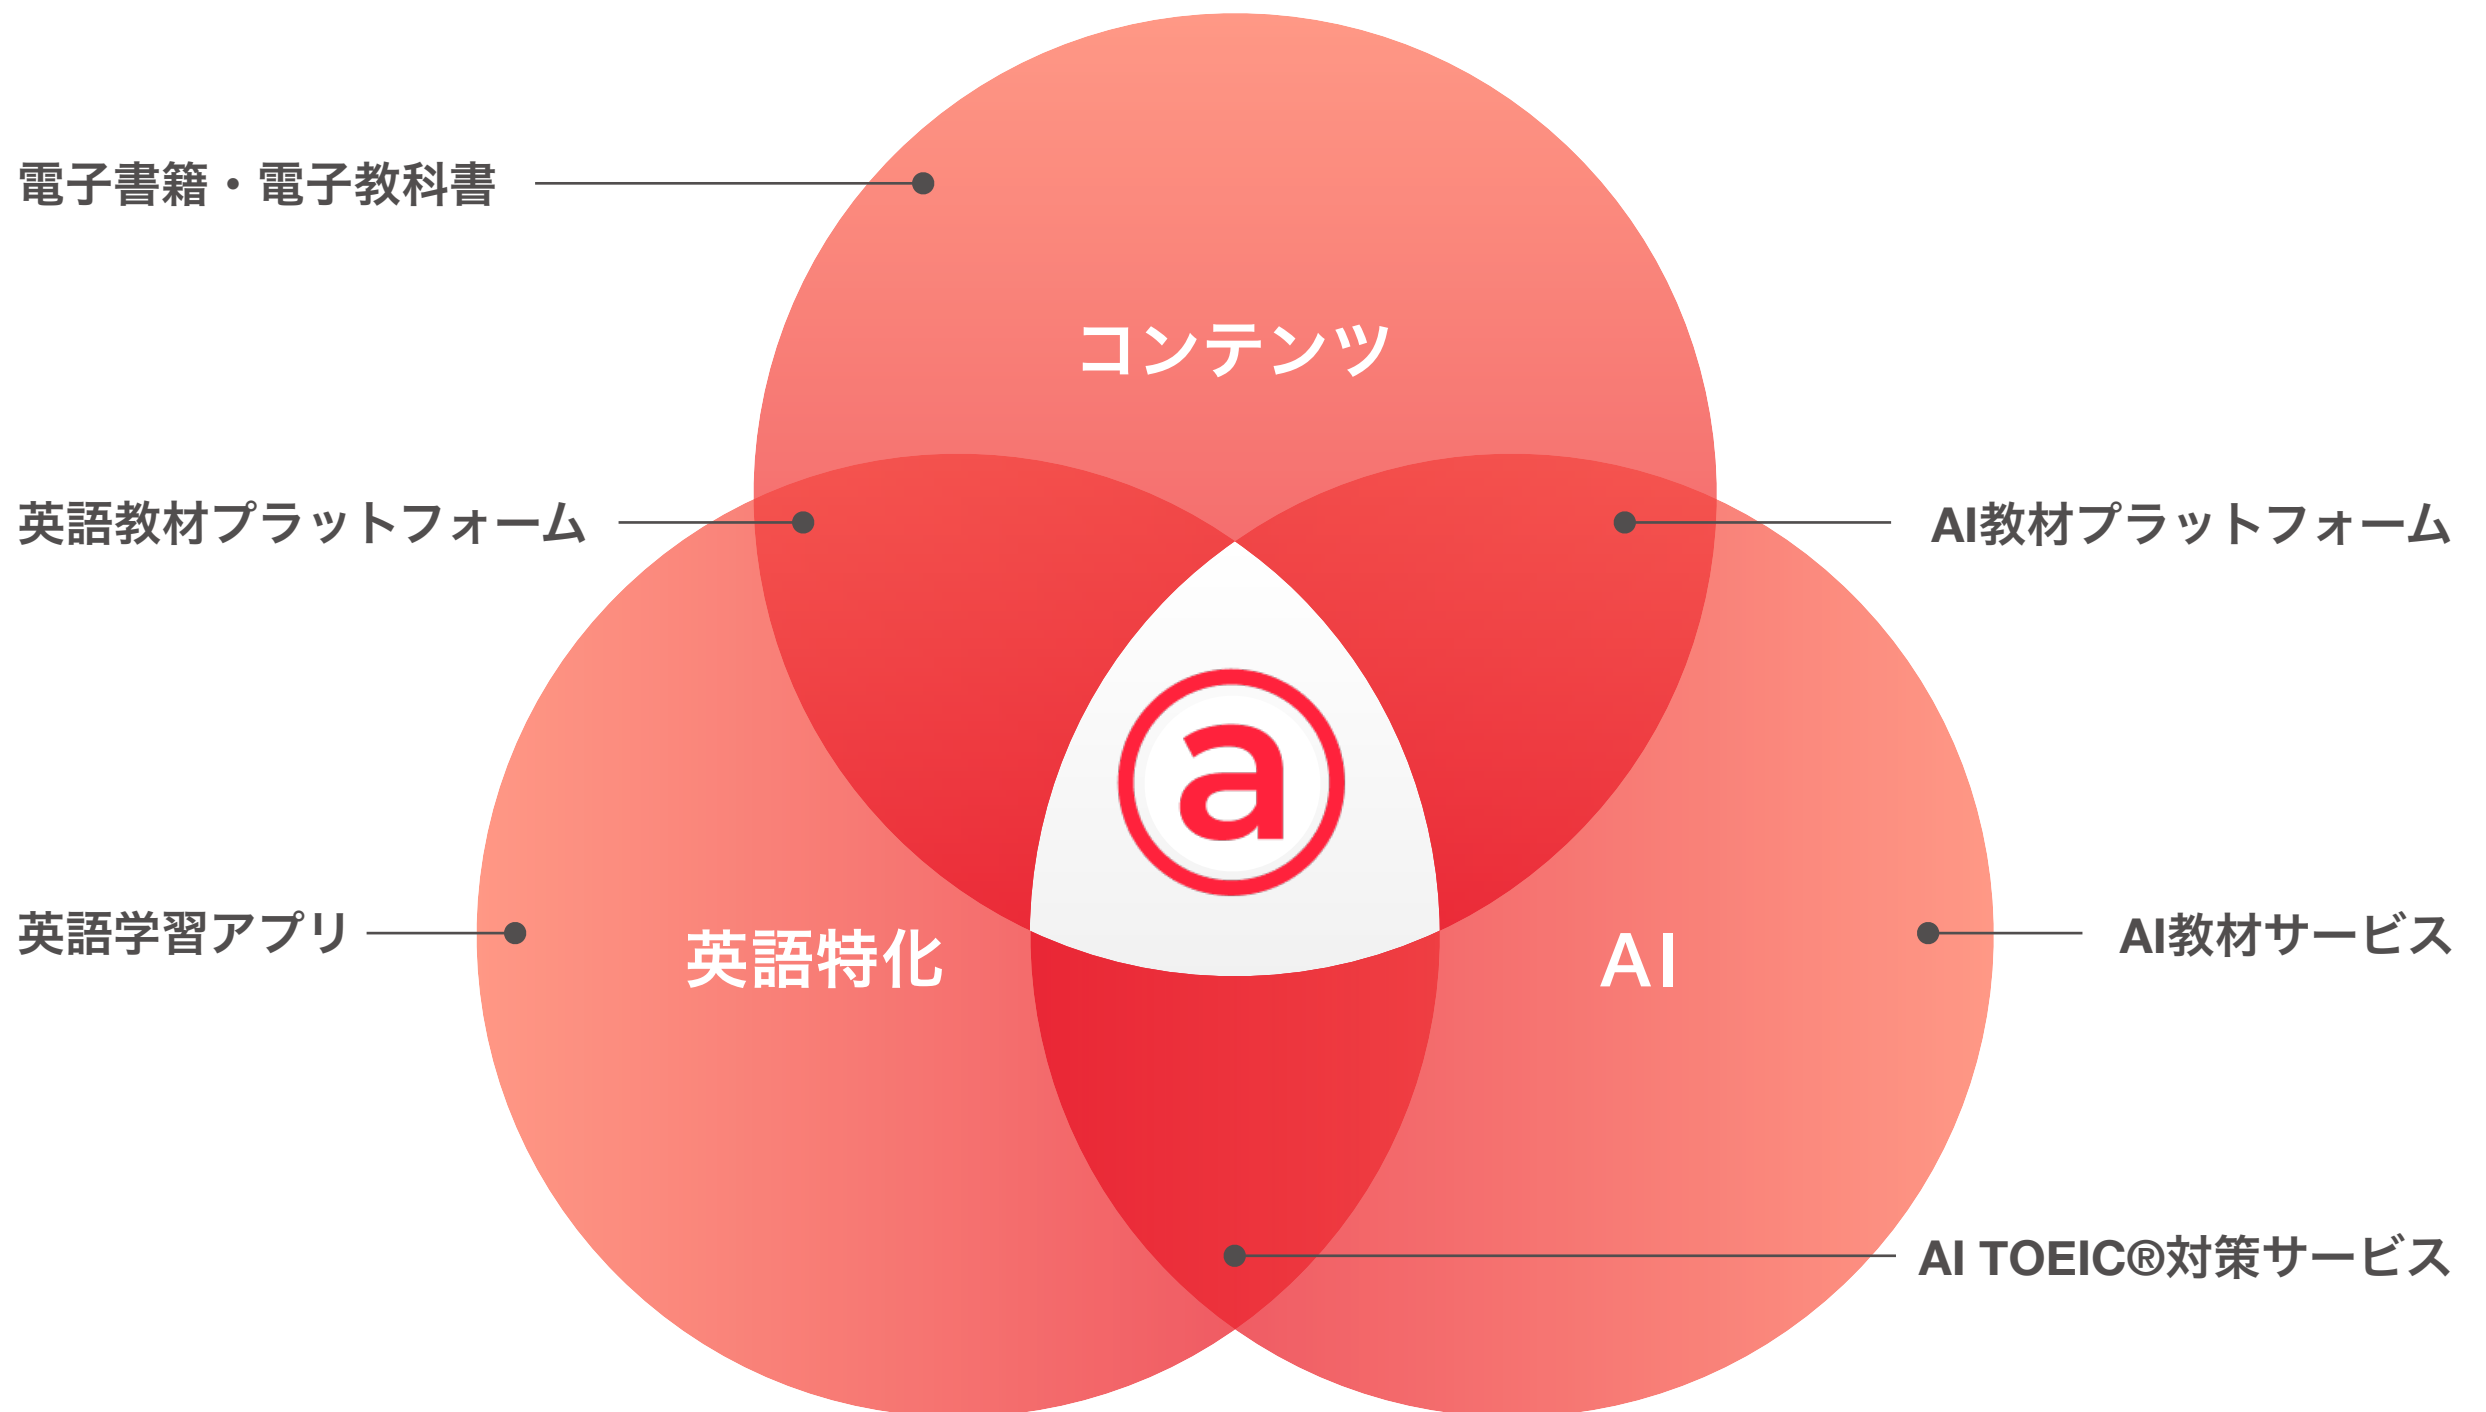 電子書籍・電子教科書
コンテンツ
英語教材プラットフォーム
AI教材プラットフォーム
a
英語学習アプリ
英語特化
AI
AI教材サービス
AI TOEIC®対策サービス